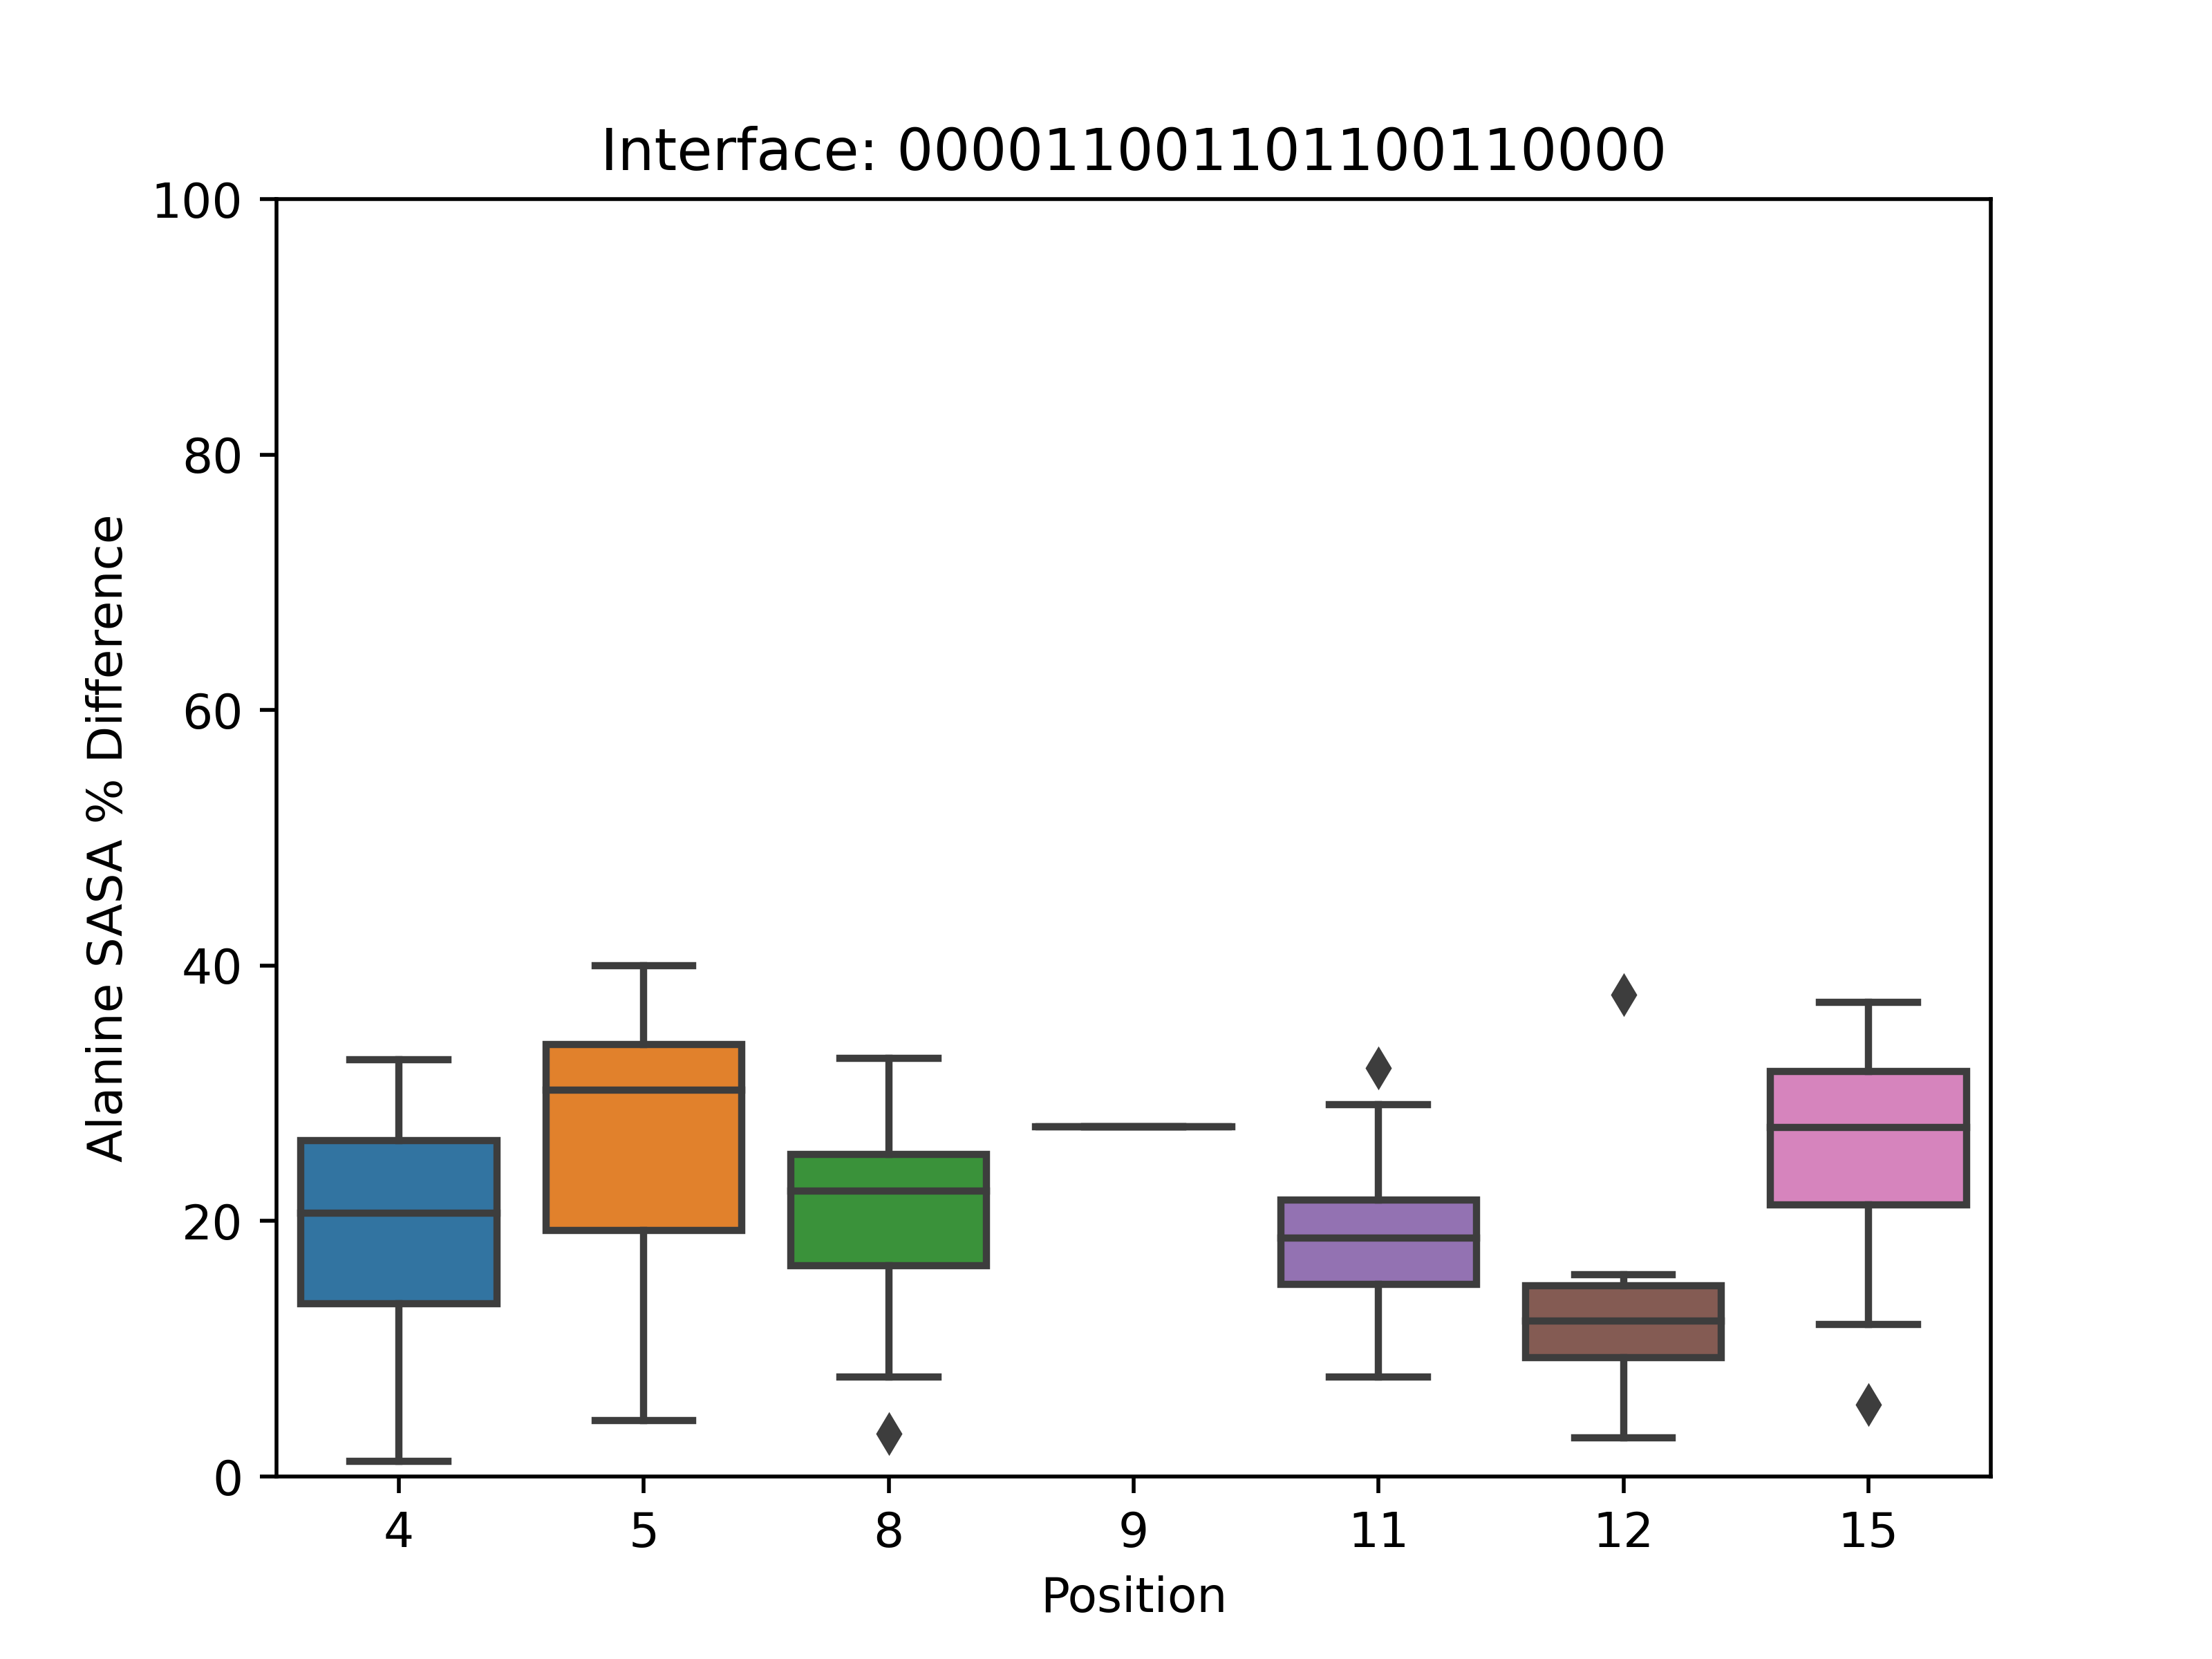 Interface: 000011001101100110000
100
80
60
40
20
0
Alanine SASA % Difference
4 5 8 9 11 12 15
Position